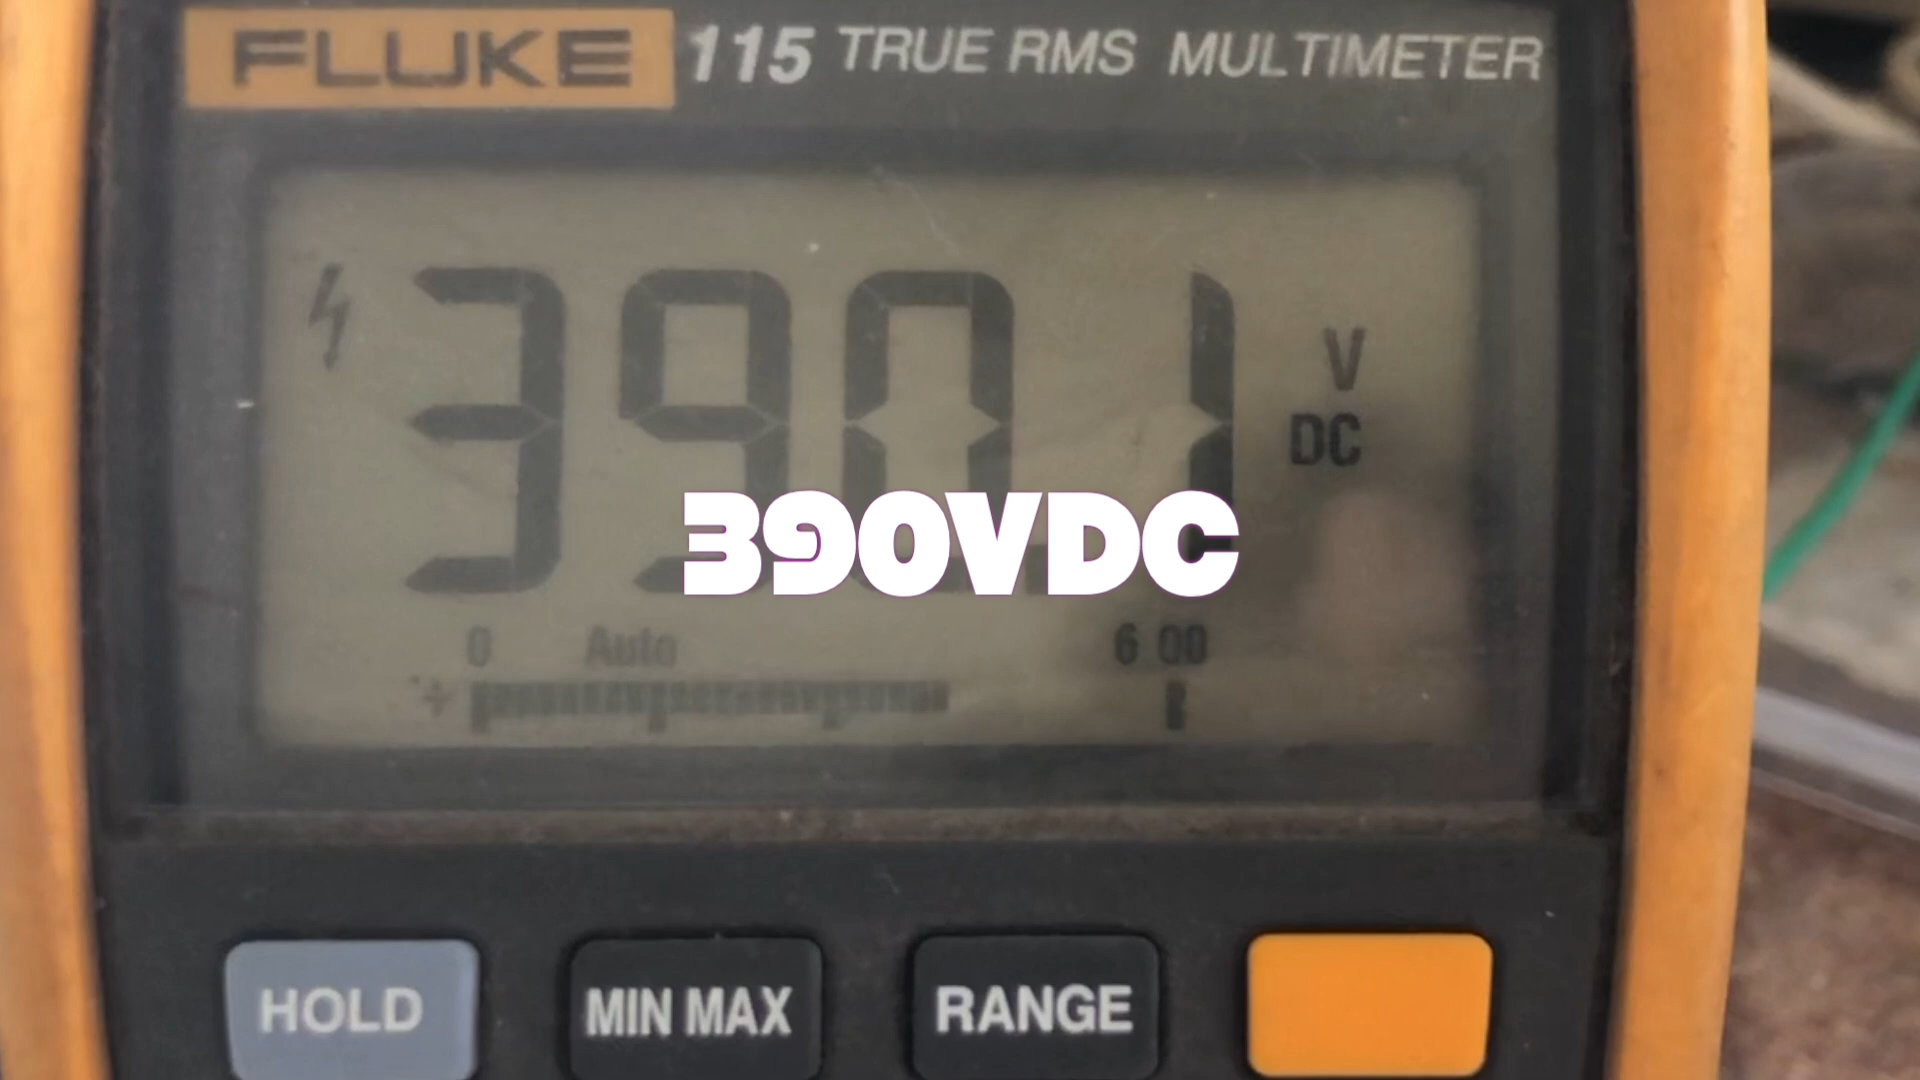 FLUKE 115 TRUE RMS MULTIMETER
390.1 V
DC
390VDC
0 Auto 600
HOLD MIN MAX RANGE